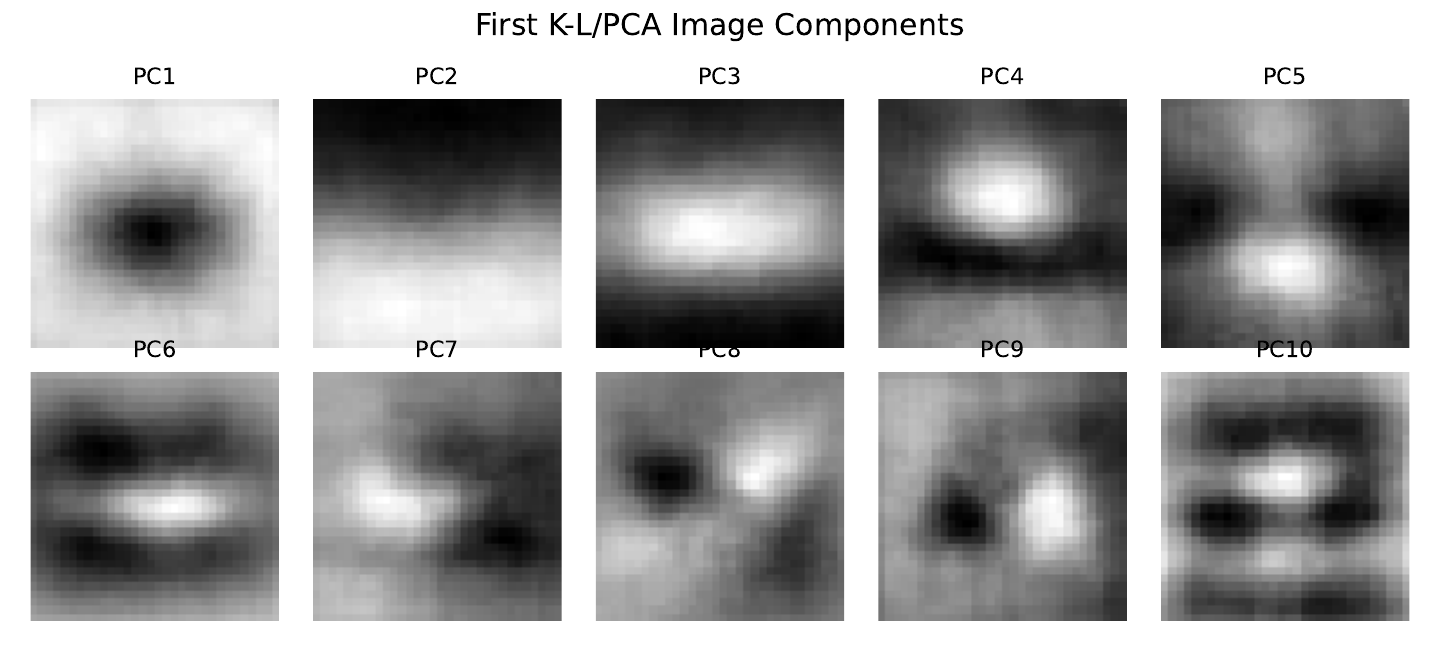 First K-L/PCA Image Components
PC1 PC2 PC3 PC4 PC5
PC6 PC7 PC8 PC9 PC10